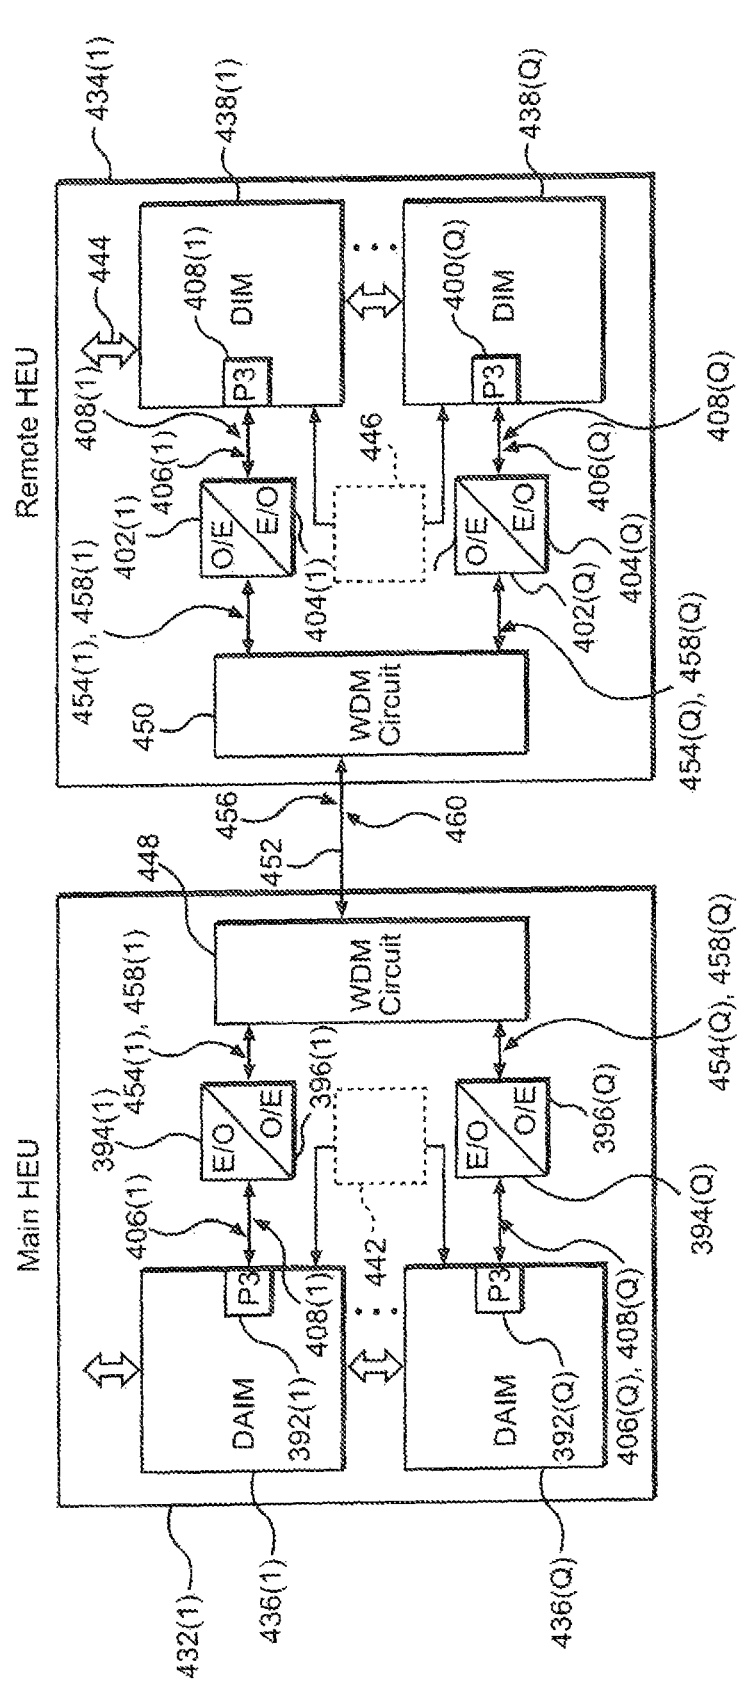 Main HEU
Remote HEU
432(1)
434(1)
436(1)
436(Q)
438(1)
438(Q)
444
DAIM
P3
392(1)
408(1)
406(1)
394(1)
E/O
O/E
396(1)
454(1), 458(1)
448
WDM
Circuit
442
DAIM
P3
392(Q)
406(Q), 408(Q)
394(Q)
E/O
O/E
396(Q)
454(Q), 458(Q)
452
456
460
450
WDM
Circuit
454(1), 458(1)
402(1)
O/E
E/O
404(1)
406(1)
408(1)
P3
408(1)
DIM
446
454(Q), 458(Q)
O/E
E/O
402(Q)
404(Q)
406(Q)
408(Q)
P3
400(Q)
DIM